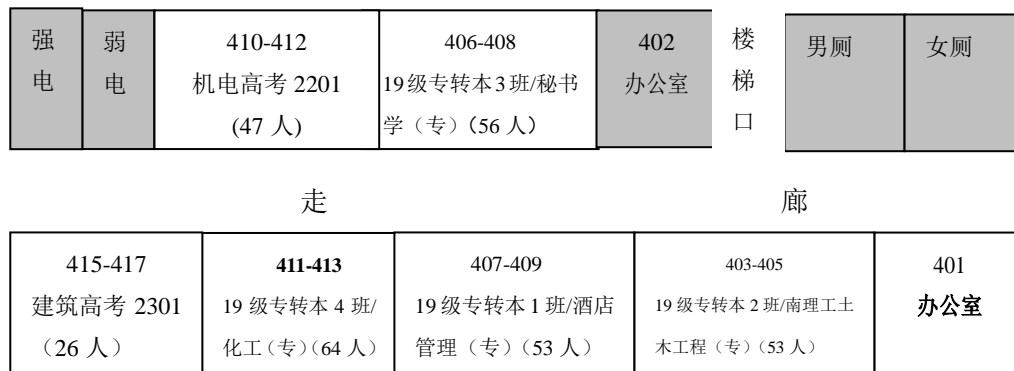 强
电
弱
电
410-412
机电高考 2201
(47 人)
406-408
19级专转本3班/秘书
学（专）（56 人）
402
办公室
楼
梯
口
男厕
女厕
走 廊
415-417
建筑高考 2301
（26 人）
411-413
19 级专转本 4 班/
化工（专）（64 人）
407-409
19 级专转本 1 班/酒店
管理（专）（53 人）
403-405
19 级专转本 2 班/南理工土
木工程（专）（53 人）
401
办公室